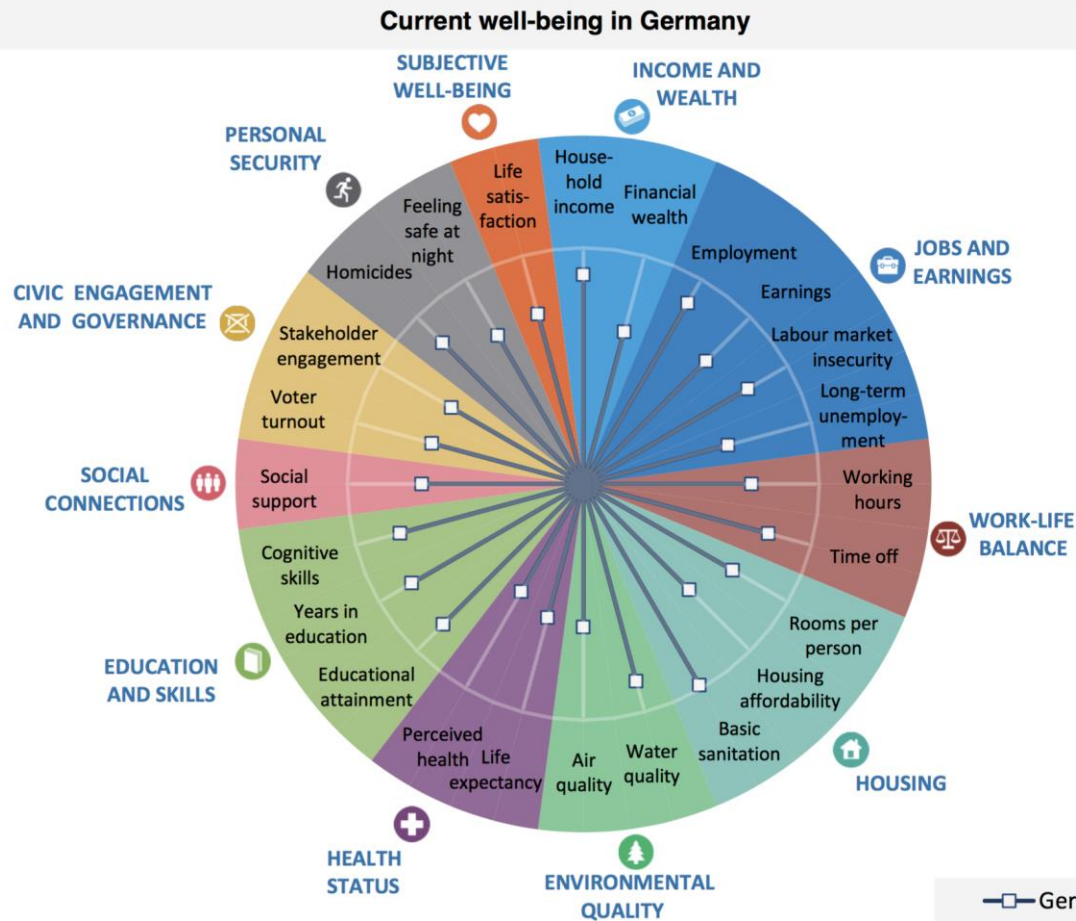 Current well-being in Germany
SUBJECTIVE
WELL-BEING
INCOME AND
WEALTH
PERSONAL
SECURITY
JOBS AND
EARNINGS
CIVIC ENGAGEMENT
AND GOVERNANCE
SOCIAL
CONNECTIONS
WORK-LIFE
BALANCE
EDUCATION
AND SKILLS
HOUSING
HEALTH
STATUS
ENVIRONMENTAL
QUALITY
House-
hold
income
Financial
wealth
Employment
Earnings
Labour market
insecurity
Long-term
unemploy-
ment
Working
hours
Time off
Rooms per
person
Housing
affordability
Basic
sanitation
Water
quality
Air
quality
Life
expectancy
Perceived
health
Educational
attainment
Years in
education
Cognitive
skills
Social
support
Voter
turnout
Stakeholder
engagement
Homicides
Feeling
safe at
night
Life
satis-
faction
Ger